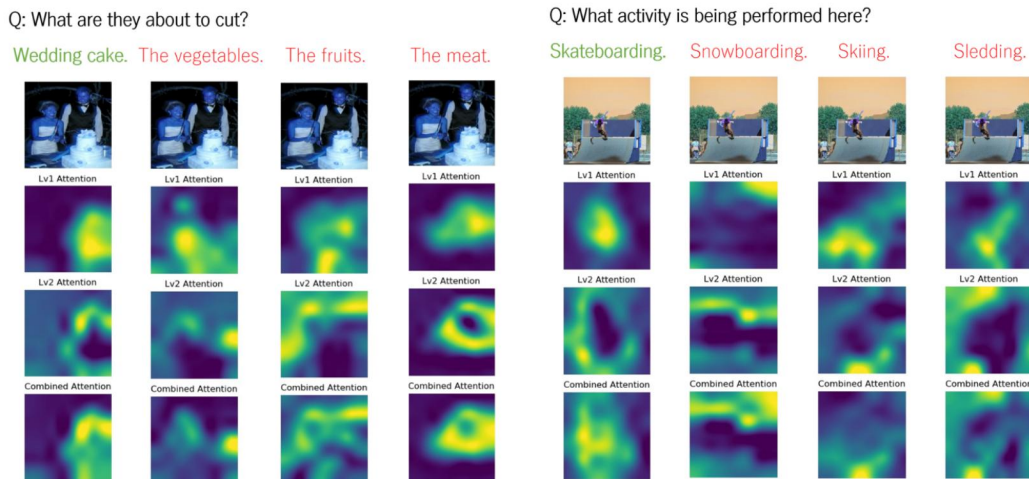 Q: What are they about to cut?
Wedding cake. The vegetables. The fruits. The meat.
Lv1 Attention Lv1 Attention Lv1 Attention Lv1 Attention
Lv2 Attention Lv2 Attention Lv2 Attention Lv2 Attention
Combined Attention Combined Attention Combined Attention Combined Attention
Q: What activity is being performed here?
Skateboarding. Snowboarding. Skiing. Sledding.
Lv1 Attention Lv1 Attention Lv1 Attention Lv1 Attention
Lv2 Attention Lv2 Attention Lv2 Attention Lv2 Attention
Combined Attention Combined Attention Combined Attention Combined Attention